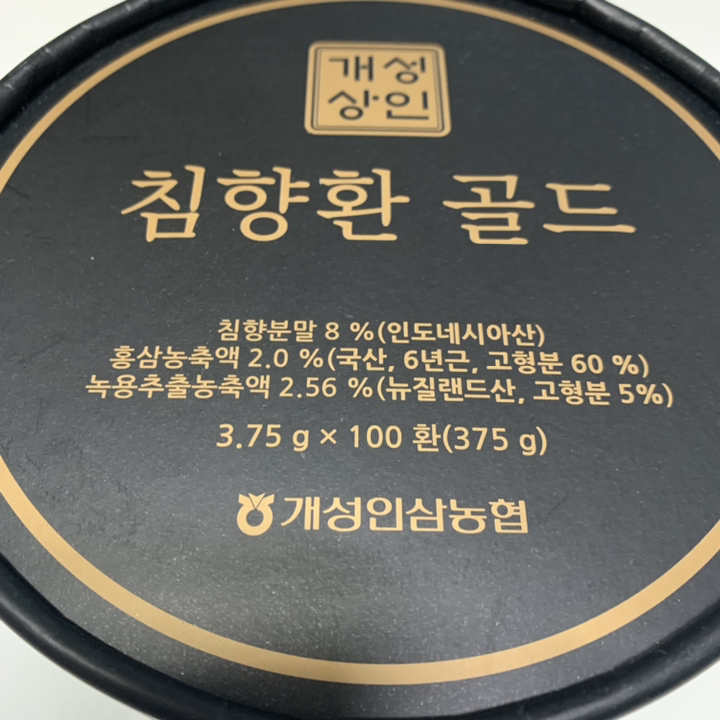 개성
상인
침향환 골드
침향분말 8 %(인도네시아산)
홍삼농축액 2.0 %(국산, 6년근, 고형분 60 %)
녹용추출농축액 2.56 %(뉴질랜드산, 고형분 5%)
3.75 g × 100 환(375 g)
개성인삼농협